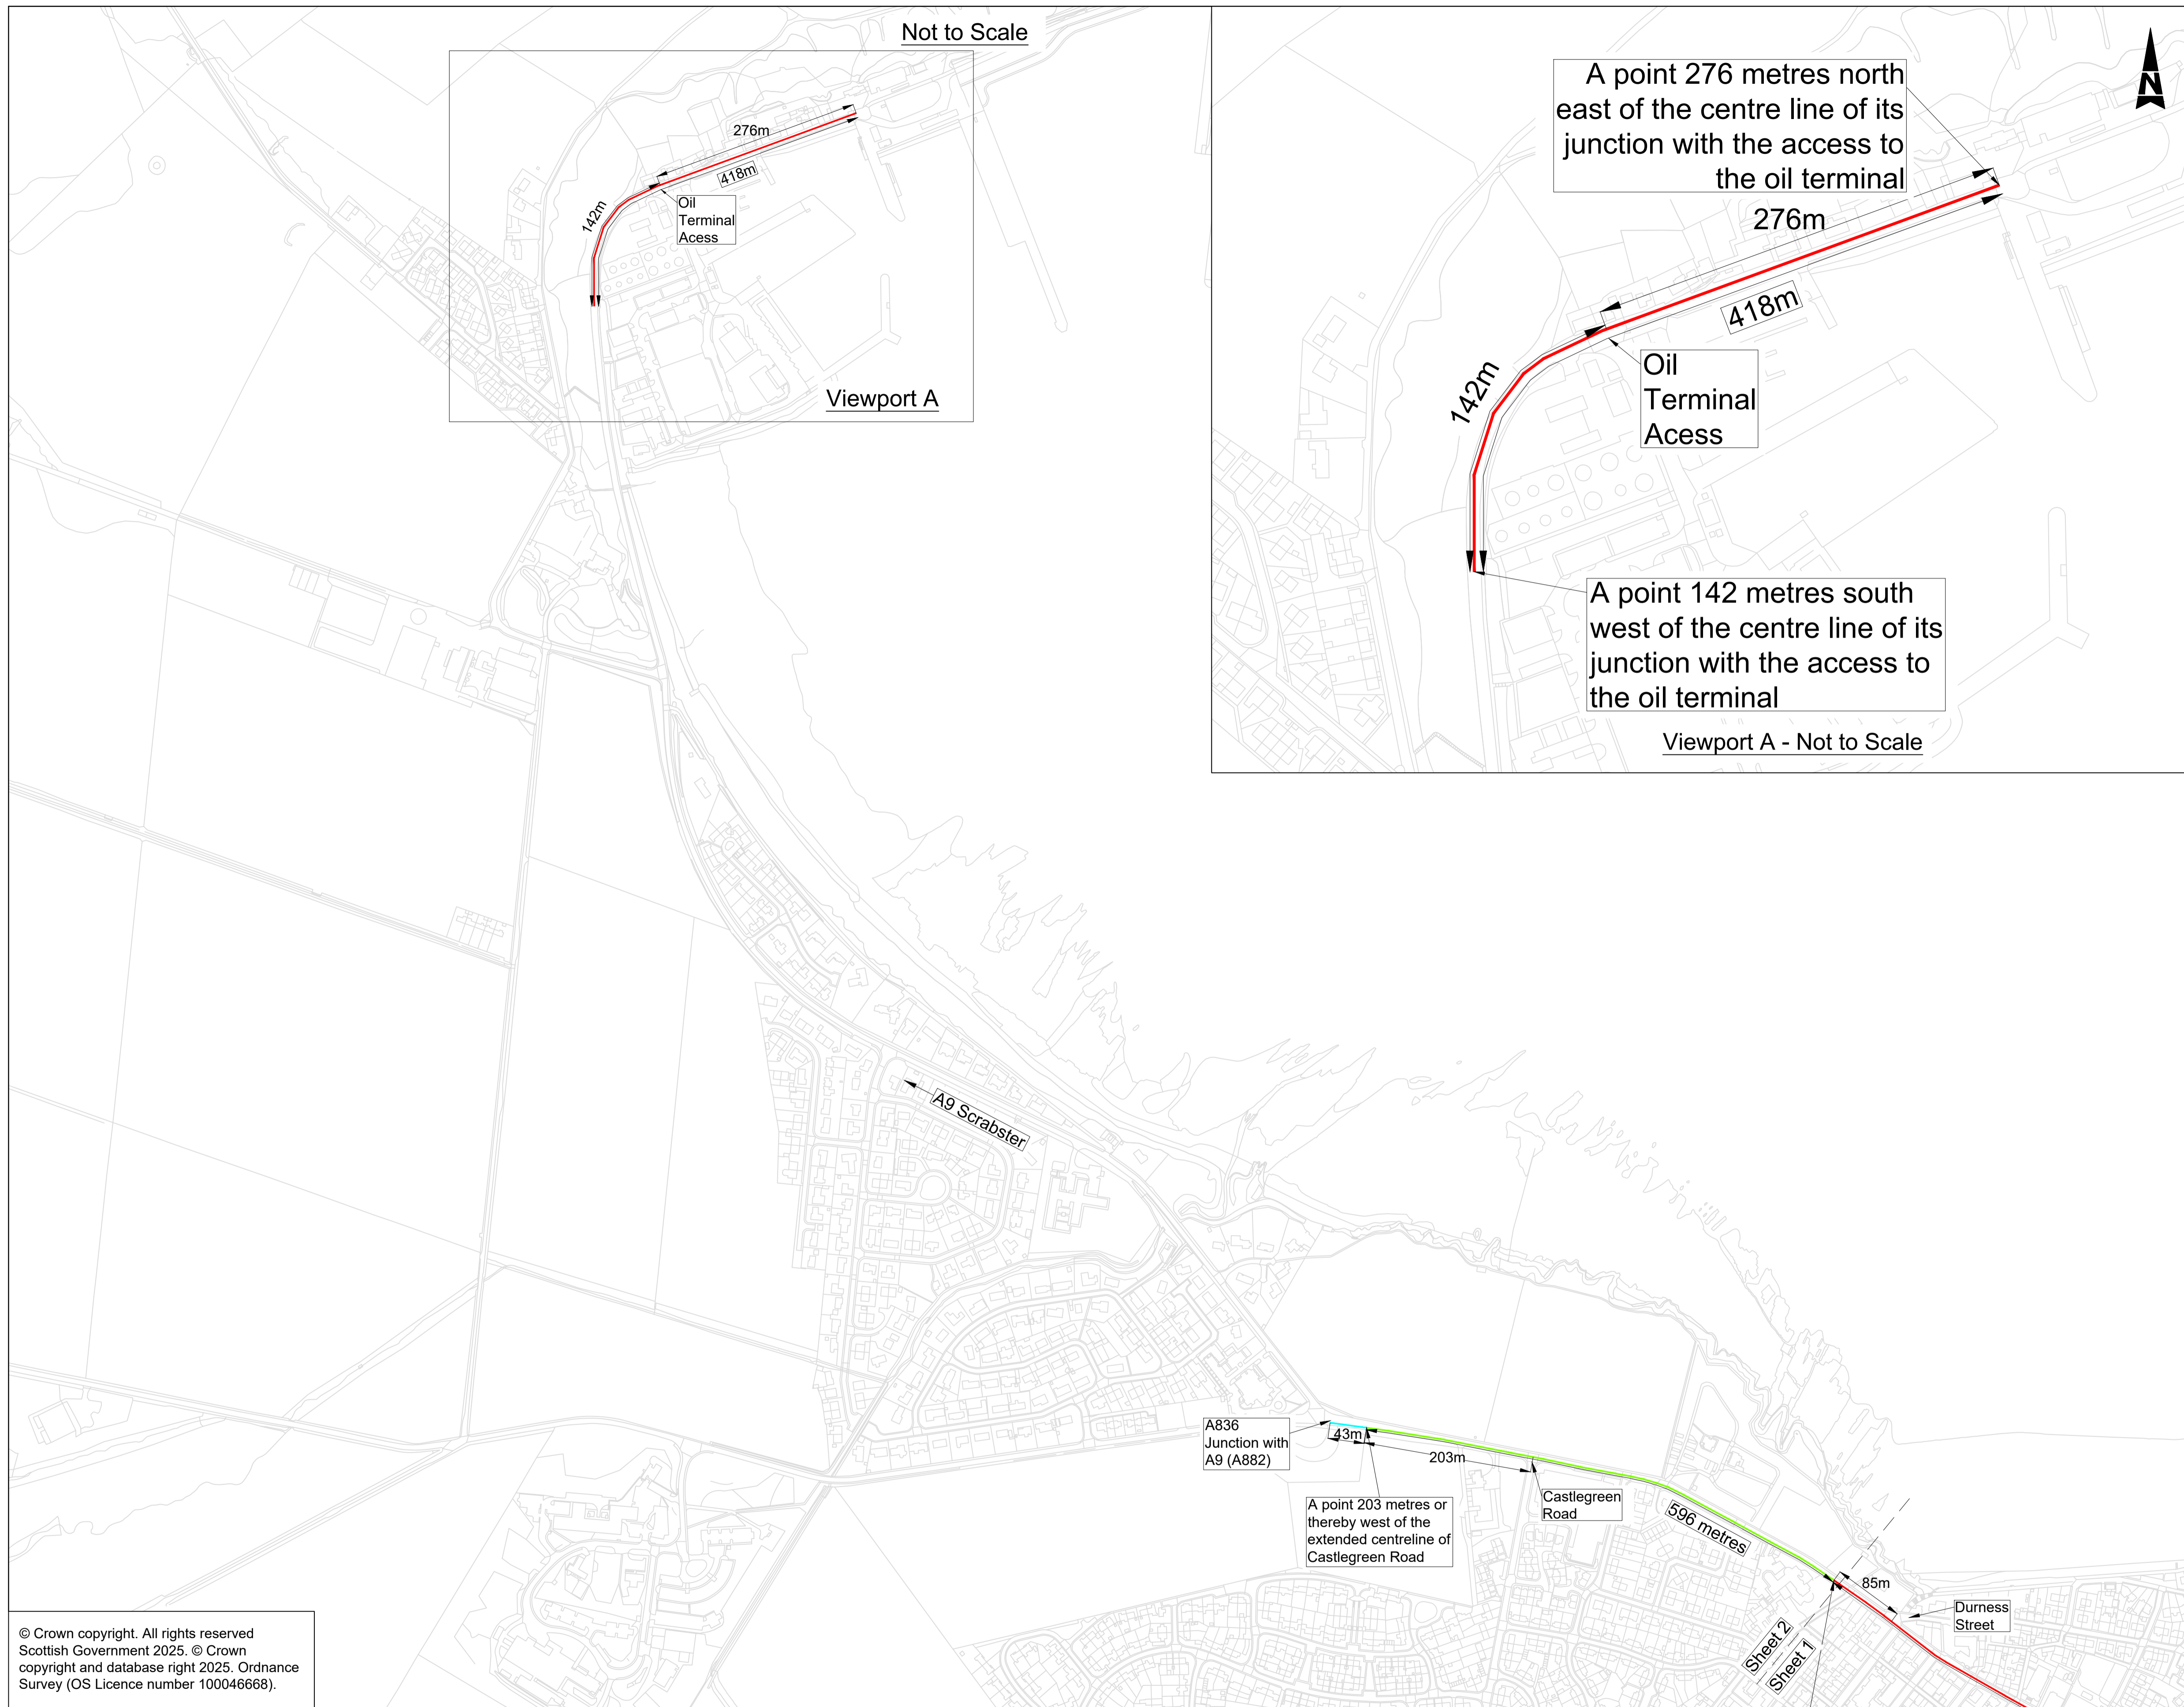 Not to Scale
276m
418m
142m
Oil
Terminal
Acess
Viewport A
N
A point 276 metres north
east of the centre line of its
junction with the access to
the oil terminal
276m
418m
142m
Oil
Terminal
Acess
A point 142 metres south
west of the centre line of its
junction with the access to
the oil terminal
Viewport A - Not to Scale
A9 Scrabster
A836
Junction with
A9 (A882)
43m
203m
A point 203 metres or
thereby west of the
extended centreline of
Castlegreen Road
Castlegreen
Road
596 metres
85m
Durness
Street
Sheet 2
Sheet 1
© Crown copyright. All rights reserved
Scottish Government 2025. © Crown
copyright and database right 2025. Ordnance
Survey (OS Licence number 100046668).